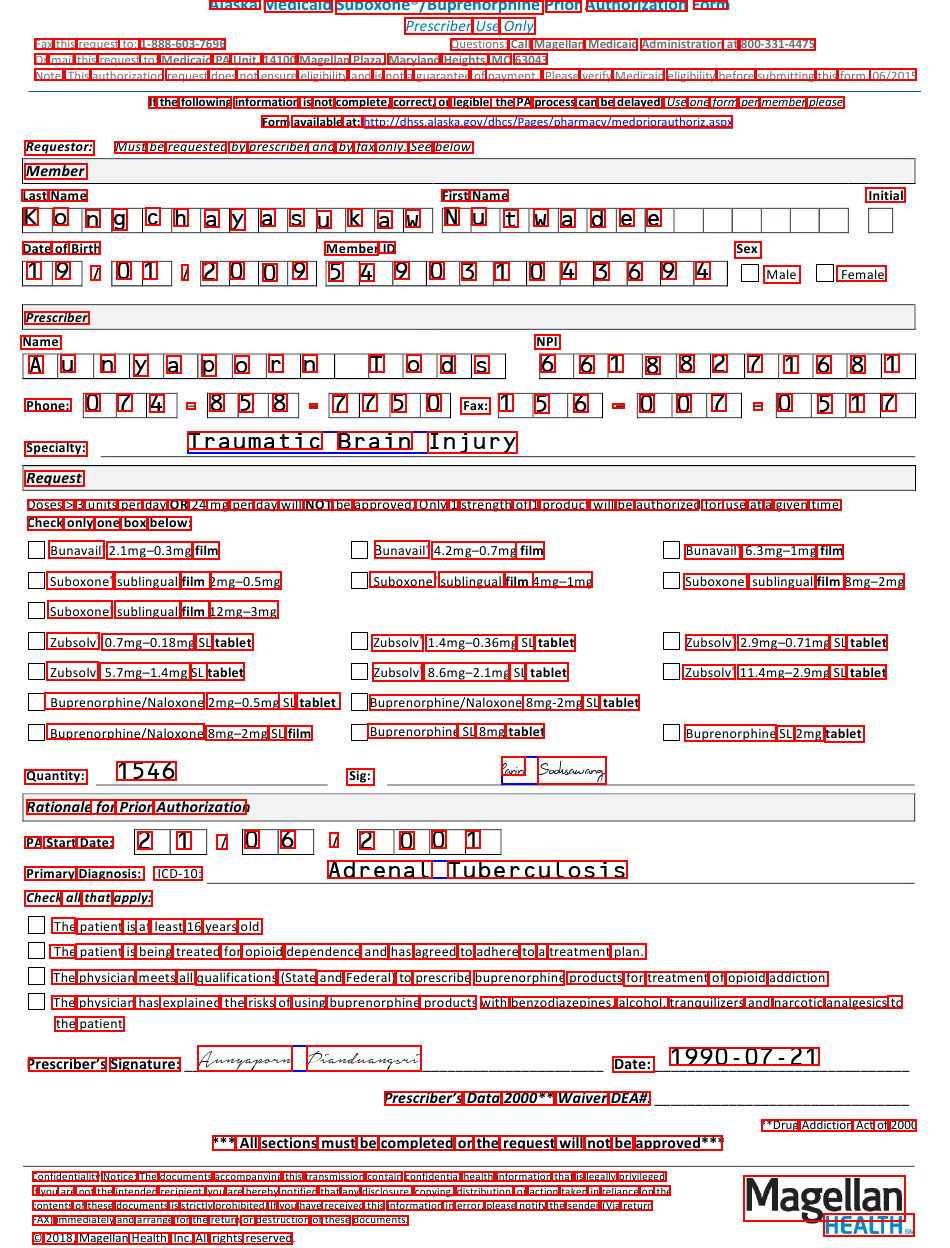 Alaska Medicaid Suboxone®/Buprenorphine Prior Authorization Form
Prescriber Use Only
Fax this request to: 1-888-603-7696 Questions: Call Magellan Medicaid Administration at 800-331-4475
Or mail this request to: Medicaid PA Unit, 14100 Magellan Plaza, Maryland Heights, MO 63043
Note: This authorization request does not ensure eligibility and is not a guarantee of payment. Please verify Medicaid eligibility before submitting this form. 06/2015
If the following information is not complete, correct, or legible the PA process can be delayed Use one form per member please
Form available at: http://dhss.alaska.gov/dhcs/Pages/pharmacy/medpriorauthoriz.aspx
Requestor: Must be requested by prescriber and by fax only. See below
Member
Last Name First Name Initial
Kongchayasukaw Nutwadee
Date of Birth Member ID Sex
19/01/2009 549031043694 Male Female
Prescriber
Name NPI
Aunyaporn Tods 66188271681
Phone: 074-858-7750 Fax: 156-007-0517
Specialty: Traumatic Brain Injury
Request
Doses > 3 units per day OR 24 mg per day will NOT be approved. Only 1 strength of 1 product will be authorized for use at a given time
Check only one box below:
Bunavail® 2.1mg–0.3mg film Bunavail® 4.2mg–0.7mg film Bunavail® 6.3mg–1mg film
Suboxone® sublingual film 2mg–0.5mg Suboxone® sublingual film 4mg–1mg Suboxone sublingual film 8mg–2mg
Suboxone® sublingual film 12mg–3mg
Zubsolv® 0.7mg–0.18mg SL tablet Zubsolv® 1.4mg–0.36mg SL tablet Zubsolv® 2.9mg–0.71mg SL tablet
Zubsolv® 5.7mg–1.4mg SL tablet Zubsolv® 8.6mg–2.1mg SL tablet Zubsolv® 11.4mg–2.9mg SL tablet
Buprenorphine/Naloxone 2mg–0.5mg SL tablet Buprenorphine/Naloxone 8mg-2mg SL tablet
Buprenorphine/Naloxone 8mg–2mg SL film Buprenorphine SL 8mg tablet Buprenorphine SL 2mg tablet
Quantity: 1546 Sig: Parin Sodsawang
Rationale for Prior Authorization
PA Start Date: 21/06/2001
Primary Diagnosis: ICD-10: Adrenal Tuberculosis
Check all that apply:
The patient is at least 16 years old.
The patient is being treated for opioid dependence and has agreed to adhere to a treatment plan.
The physician meets all qualifications (State and Federal) to prescribe buprenorphine products for treatment of opioid addiction.
The physician has explained the risks of using buprenorphine products with benzodiazepines, alcohol, tranquilizers and narcotic analgesics to
the patient
Prescriber's Signature: Aunyaporn Dianduangsri Date: 1990-07-21
Prescriber's Data 2000** Waiver DEA#:
**Drug Addiction Act of 2000
*** All sections must be completed or the request will not be approved***
Confidentiality Notice: The documents accompanying this transmission contain confidential health information that is legally privileged.
If you are not the intended recipient, you are hereby notified that any disclosure, copying, distribution or action taken in reliance on the
contents of these documents is strictly prohibited. If you have received this information in error, please notify the sender (Via return
FAX) immediately and arrange for the return or destruction of these documents.
© 2018, Magellan Health, Inc. All rights reserved.
Magellan
HEALTH SM